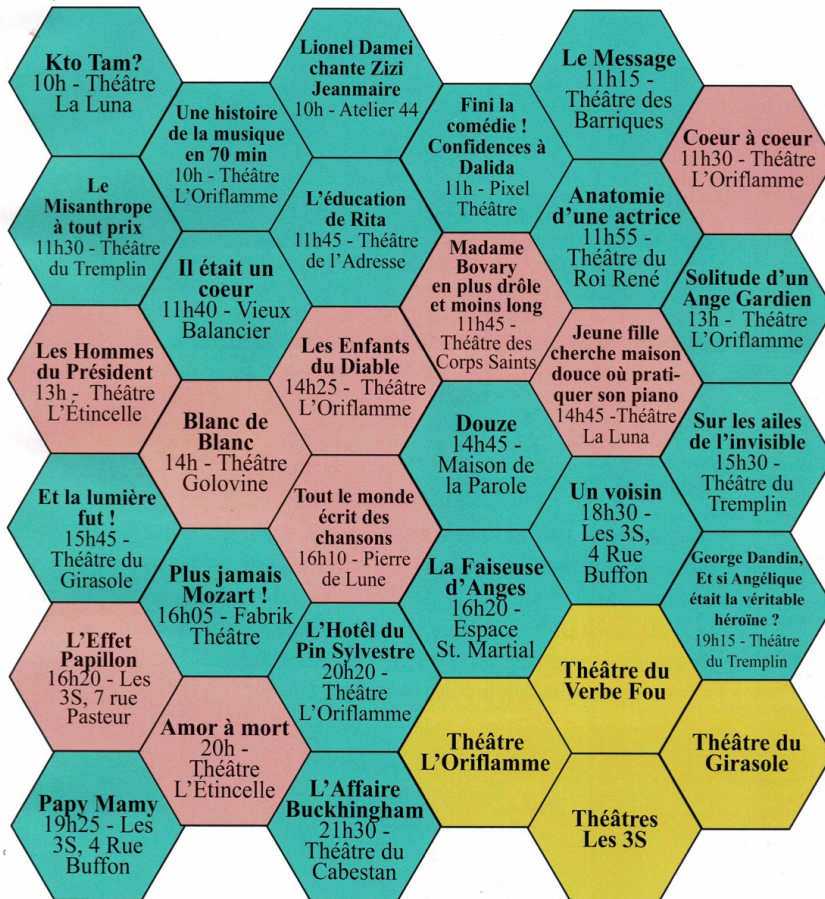 Kto Tam?
10h - Théâtre
La Luna
Lionel Damei
chante Zizi
Jeanmaire
10h - Atelier 44
Le Message
11h15 -
Théâtre des
Barriques
Une histoire
de la musique
en 70 min
10h - Théâtre
L'Oriflamme
Fini la
comédie !
Confidences à
Dalida
11h - Pixel
Théâtre
Coeur à coeur
11h30 - Théâtre
L'Oriflamme
Le
Misanthrope
à tout prix
11h30 - Théâtre
du Tremplin
L'éducation
de Rita
11h45 - Théâtre
de l'Adresse
Anatomie
d'une actrice
11h55 -
Théâtre du
Roi René
Il était un
coeur
11h40 - Vieux
Balancier
Madame
Bovary
en plus drôle
et moins long
11h45 -
Théâtre des
Corps Saints
Solitude d'un
Ange Gardien
13h - Théâtre
L'Oriflamme
Les Hommes
du Président
13h - Théâtre
L'Étincelle
Les Enfants
du Diable
14h25 - Théâtre
L'Oriflamme
Jeune fille
cherche maison
douce où prati-
quer son piano
14h45 -Théâtre
La Luna
Blanc de
Blanc
14h - Théâtre
Golovine
Douze
14h45 -
Maison de
la Parole
Sur les ailes
de l'invisible
15h30 -
Théâtre du
Tremplin
Et la lumière
fut !
15h45 -
Théâtre du
Girasole
Tout le monde
écrit des
chansons
16h10 - Pierre
de Lune
Un voisin
18h30 -
Les 3S,
4 Rue
Buffon
Plus jamais
Mozart !
16h05 - Fabrik
Théâtre
La Faiseuse
d'Anges
16h20 -
Espace
St. Martial
George Dandin,
Et si Angélique
était la véritable
héroïne ?
19h15 - Théâtre
du Tremplin
L'Effet
Papillon
16h20 - Les
3S, 7 rue
Pasteur
L'Hotêl du
Pin Sylvestre
20h20 -
Théâtre
L'Oriflamme
Théâtre du
Verbe Fou
Amor à mort
20h -
Théâtre
L'Étincelle
Théâtre
L'Oriflamme
Théâtre du
Girasole
Papy Mamy
19h25 - Les
3S, 4 Rue
Buffon
L'Affaire
Buckhingham
21h30 -
Théâtre du
Cabestan
Théâtres
Les 3S